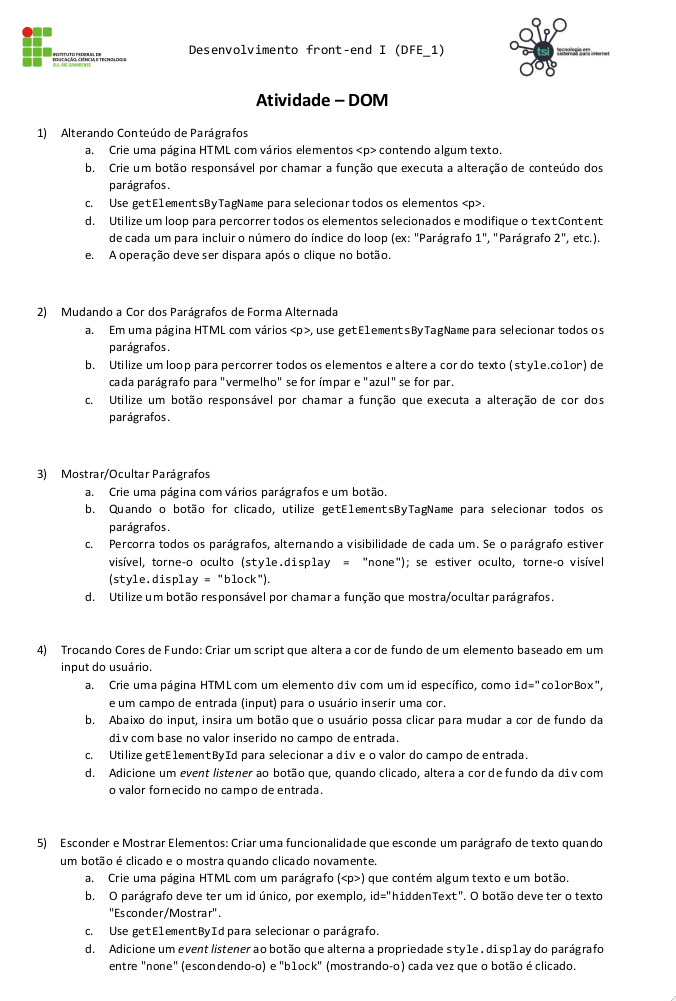 INSTITUTO FEDERAL DE
EDUCAÇÃO, CIÊNCIA E TECNOLOGIA
SUL-RIO-GRANDENSE
Desenvolvimento front-end I (DFE_1)
tsi
tecnologia em
sistemas para internet
Atividade – DOM
1) Alterando Conteúdo de Parágrafos
a. Crie uma página HTML com vários elementos <p> contendo algum texto.
b. Crie um botão responsável por chamar a função que executa a alteração de conteúdo dos
parágrafos.
c. Use getElementsByTagName para selecionar todos os elementos <p>.
d. Utilize um loop para percorrer todos os elementos selecionados e modifique o textContent
de cada um para incluir o número do índice do loop (ex: "Parágrafo 1", "Parágrafo 2", etc.).
e. A operação deve ser dispara após o clique no botão.
2) Mudando a Cor dos Parágrafos de Forma Alternada
a. Em uma página HTML com vários <p>, use getElementsByTagName para selecionar todos os
parágrafos.
b. Utilize um loop para percorrer todos os elementos e altere a cor do texto (style.color) de
cada parágrafo para "vermelho" se for ímpar e "azul" se for par.
c. Utilize um botão responsável por chamar a função que executa a alteração de cor dos
parágrafos.
3) Mostrar/Ocultar Parágrafos
a. Crie uma página com vários parágrafos e um botão.
b. Quando o botão for clicado, utilize getElementsByTagName para selecionar todos os
parágrafos.
c. Percorra todos os parágrafos, alternando a visibilidade de cada um. Se o parágrafo estiver
visível, torne-o oculto (style.display = "none"); se estiver oculto, torne-o visível
(style.display = "block").
d. Utilize um botão responsável por chamar a função que mostra/ocultar parágrafos.
4) Trocando Cores de Fundo: Criar um script que altera a cor de fundo de um elemento baseado em um
input do usuário.
a. Crie uma página HTML com um elemento div com um id específico, como id="colorBox",
e um campo de entrada (input) para o usuário inserir uma cor.
b. Abaixo do input, insira um botão que o usuário possa clicar para mudar a cor de fundo da
div com base no valor inserido no campo de entrada.
c. Utilize getElementById para selecionar a div e o valor do campo de entrada.
d. Adicione um event listener ao botão que, quando clicado, altera a cor de fundo da div com
o valor fornecido no campo de entrada.
5) Esconder e Mostrar Elementos: Criar uma funcionalidade que esconde um parágrafo de texto quando
um botão é clicado e o mostra quando clicado novamente.
a. Crie uma página HTML com um parágrafo (<p>) que contém algum texto e um botão.
b. O parágrafo deve ter um id único, por exemplo, id="hiddenText". O botão deve ter o texto
"Esconder/Mostrar".
c. Use getElementById para selecionar o parágrafo.
d. Adicione um event listener ao botão que alterna a propriedade style.display do parágrafo
entre "none" (escondendo-o) e "block" (mostrando-o) cada vez que o botão é clicado.